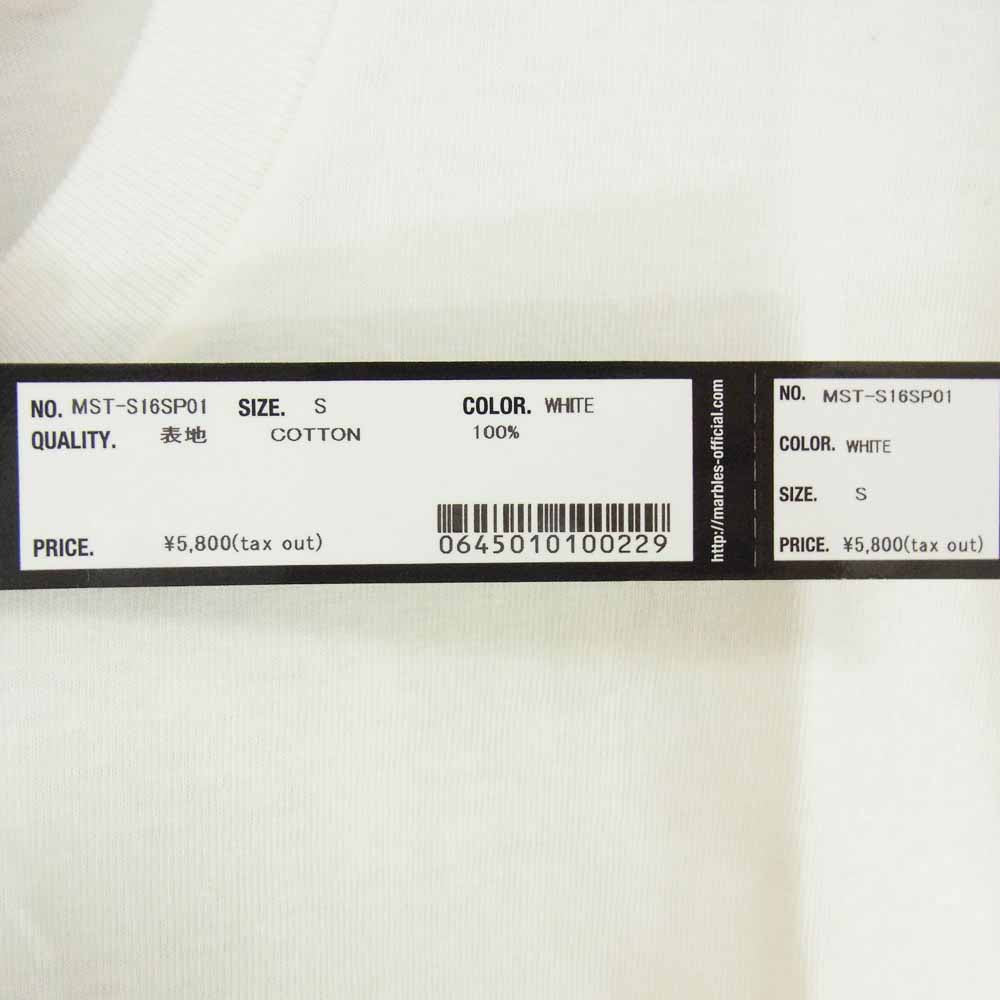 NO. MST-S16SP01 SIZE. S COLOR. WHITE
QUALITY. 表地 COTTON 100%
PRICE. ¥5,800(tax out)
0645010100229
http://marbles-official.com
NO. MST-S16SP01
COLOR. WHITE
SIZE. S
PRICE. ¥5,800(tax out)